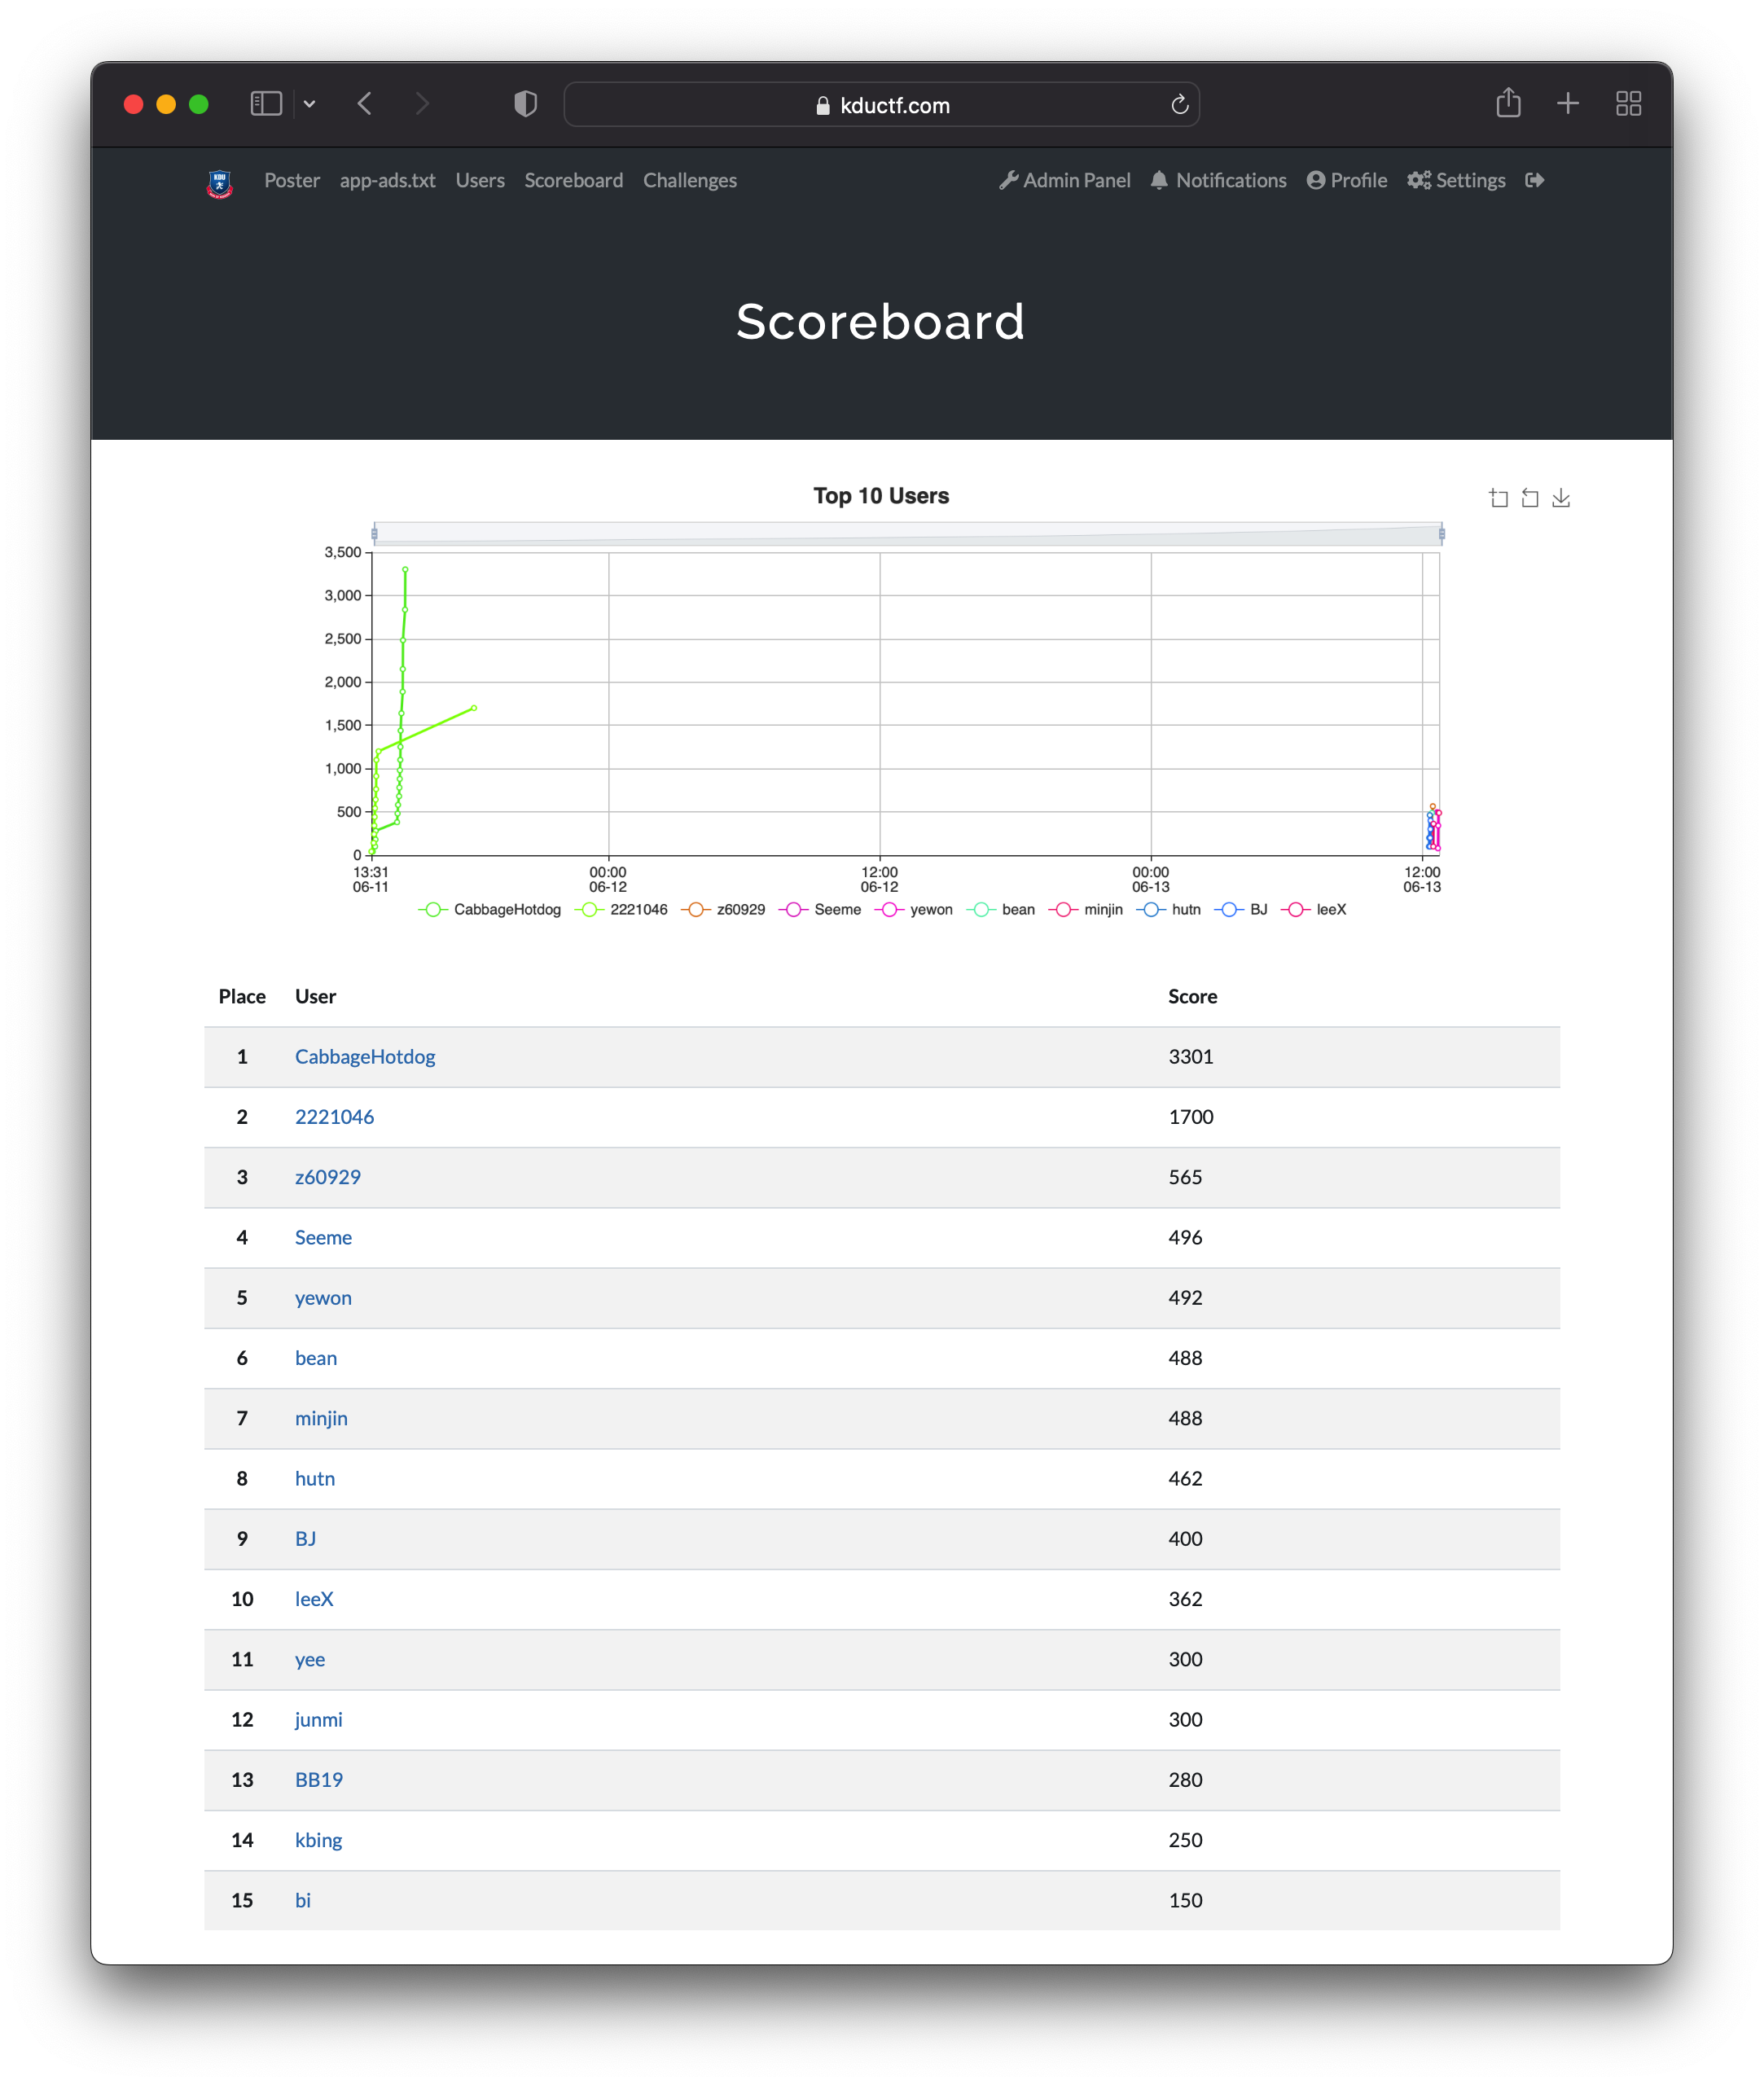 kductf.com
KDU
Poster app-ads.txt Users Scoreboard Challenges Admin Panel Notifications Profile Settings
Scoreboard
Top 10 Users
3,500
3,000
2,500
2,000
1,500
1,000
500
0
13:31 00:00 12:00 00:00 12:00
06-11 06-12 06-12 06-13 06-13
CabbageHotdog 2221046 z60929 Seeme yewon bean minjin hutn BJ leeX
Place User Score
1 CabbageHotdog 3301
2 2221046 1700
3 z60929 565
4 Seeme 496
5 yewon 492
6 bean 488
7 minjin 488
8 hutn 462
9 BJ 400
10 leeX 362
11 yee 300
12 junmi 300
13 BB19 280
14 kbing 250
15 bi 150